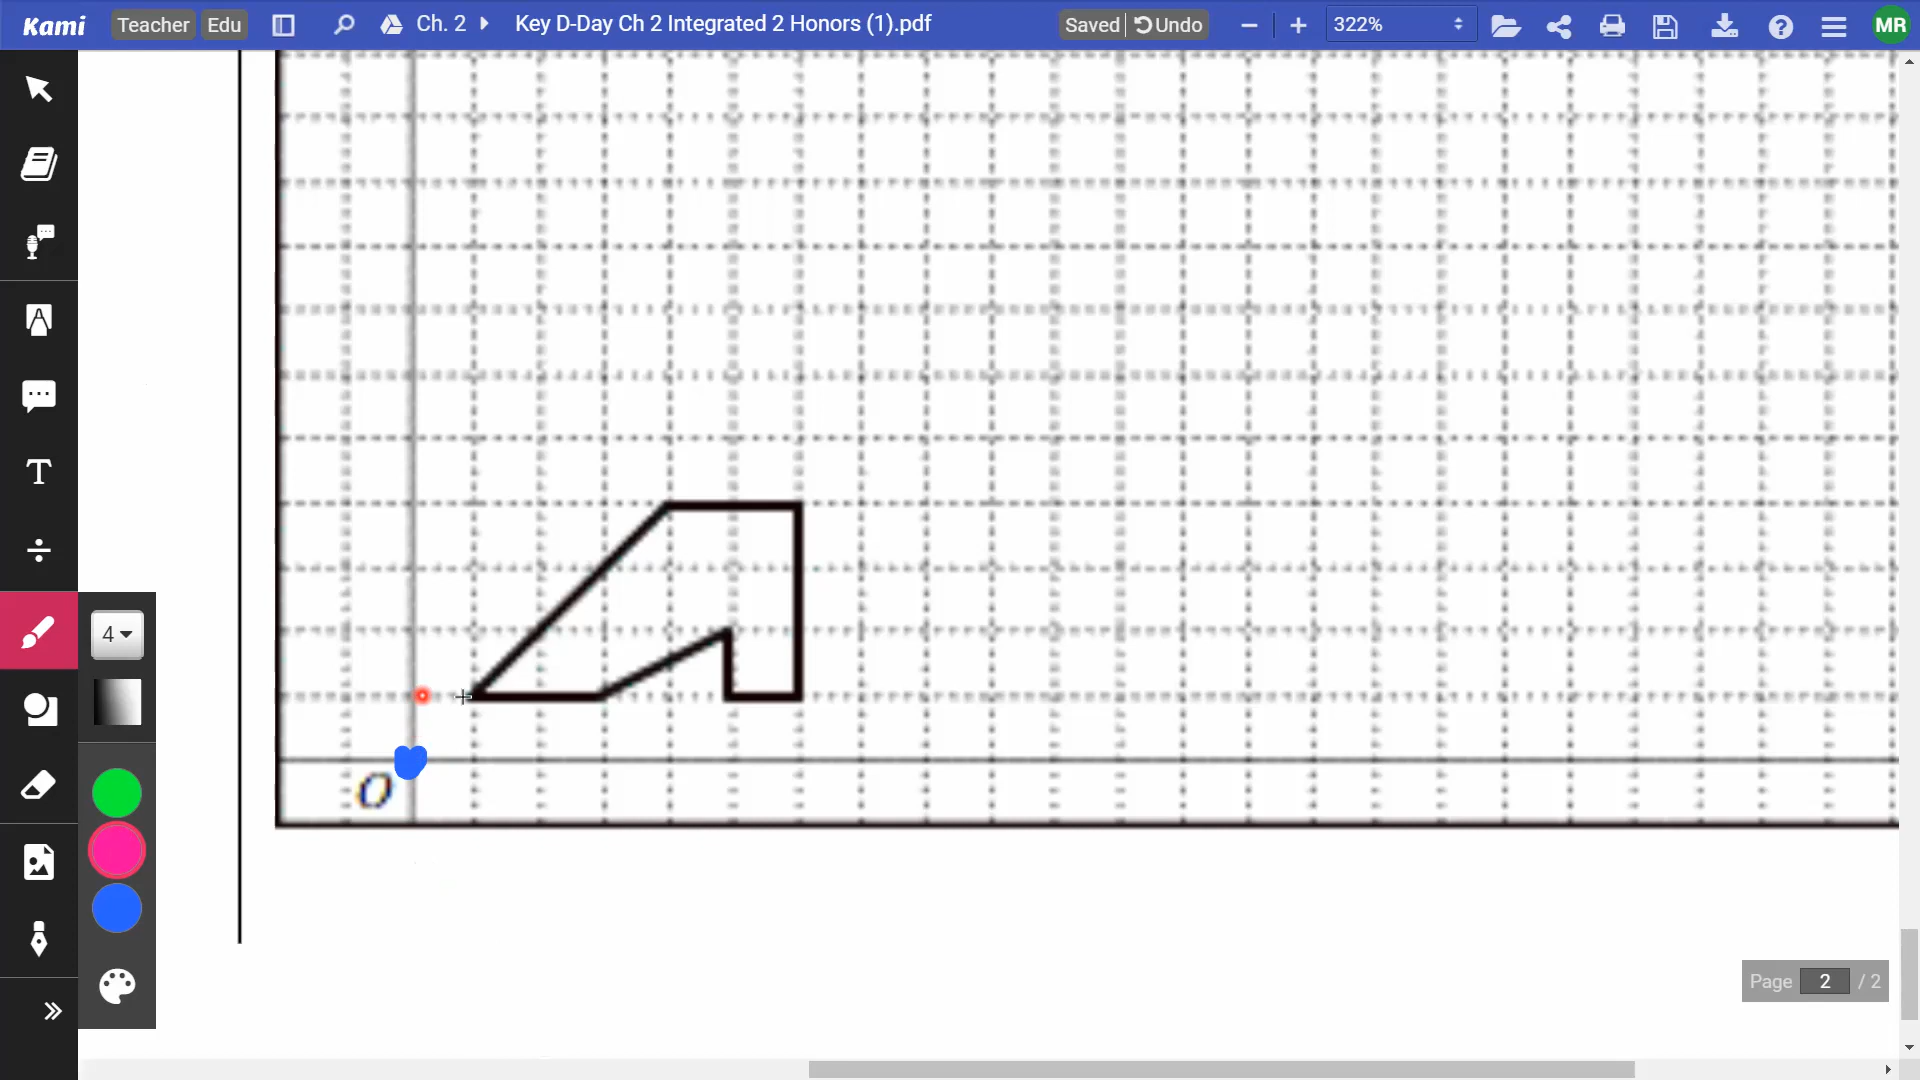 Kami Teacher Edu Ch. 2 Key D-Day Ch 2 Integrated 2 Honors (1).pdf Saved Undo 322% MR
T
4
O
Page 2 / 2